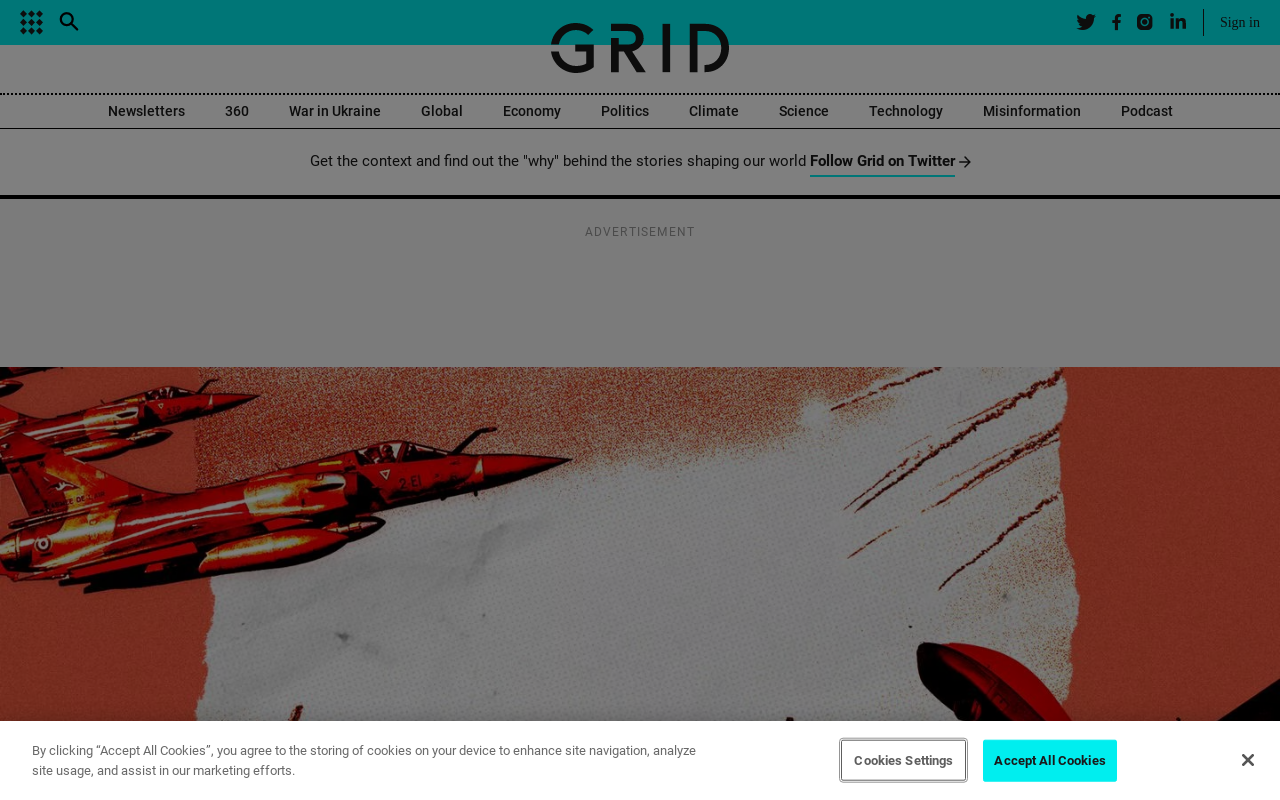 GRID
Sign in
Newsletters 360 War in Ukraine Global Economy Politics Climate Science Technology Misinformation Podcast
Get the context and find out the "why" behind the stories shaping our world Follow Grid on Twitter
ADVERTISEMENT
2-EI
By clicking “Accept All Cookies”, you agree to the storing of cookies on your device to enhance site navigation, analyze
site usage, and assist in our marketing efforts.
Cookies Settings
Accept All Cookies